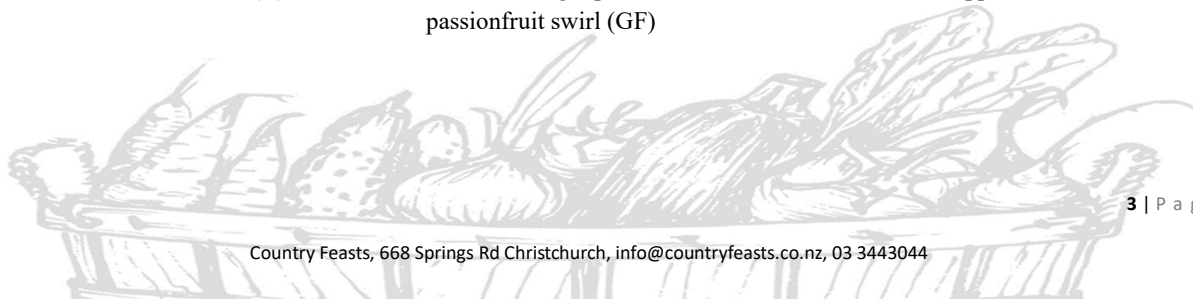 passionfruit swirl (GF)
3 | P a g
Country Feasts, 668 Springs Rd Christchurch, info@countryfeasts.co.nz, 03 3443044